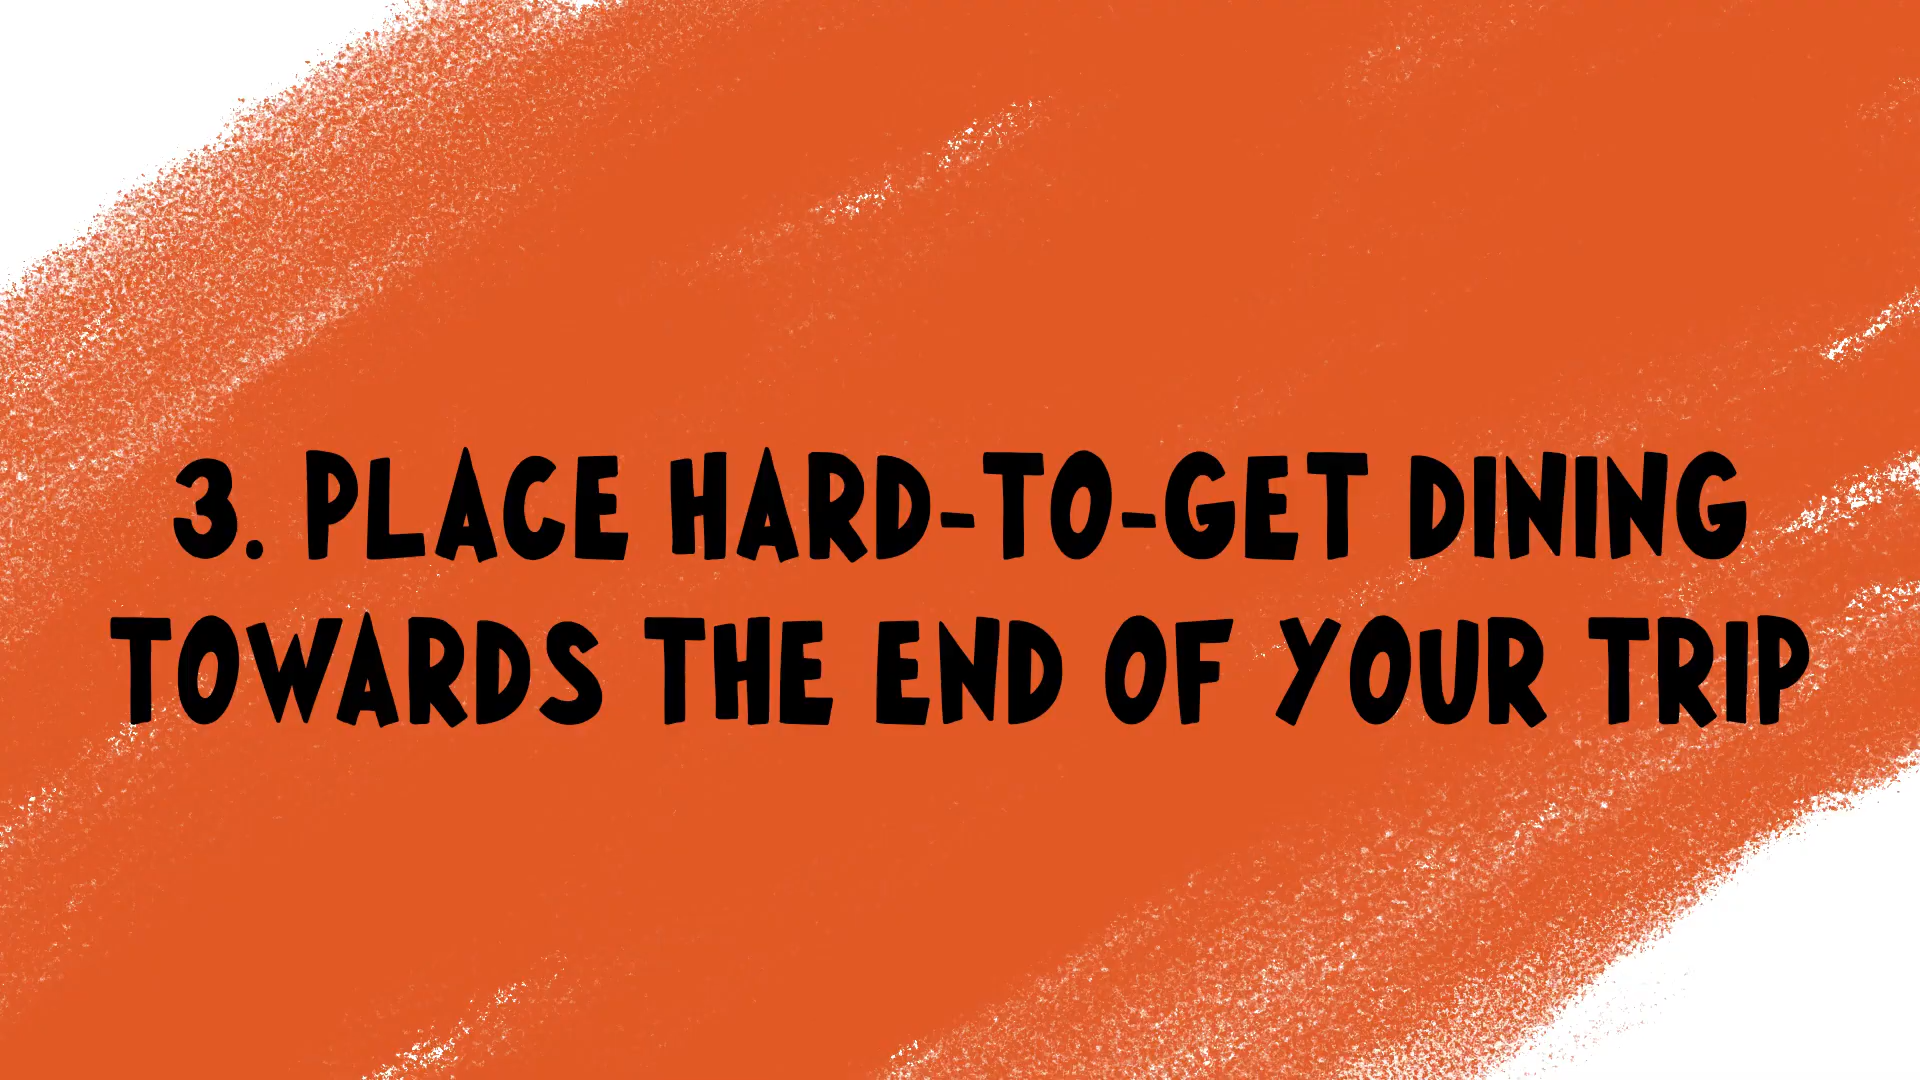 3. PLACE HARD-TO-GET DINING
TOWARDS THE END OF YOUR TRIP